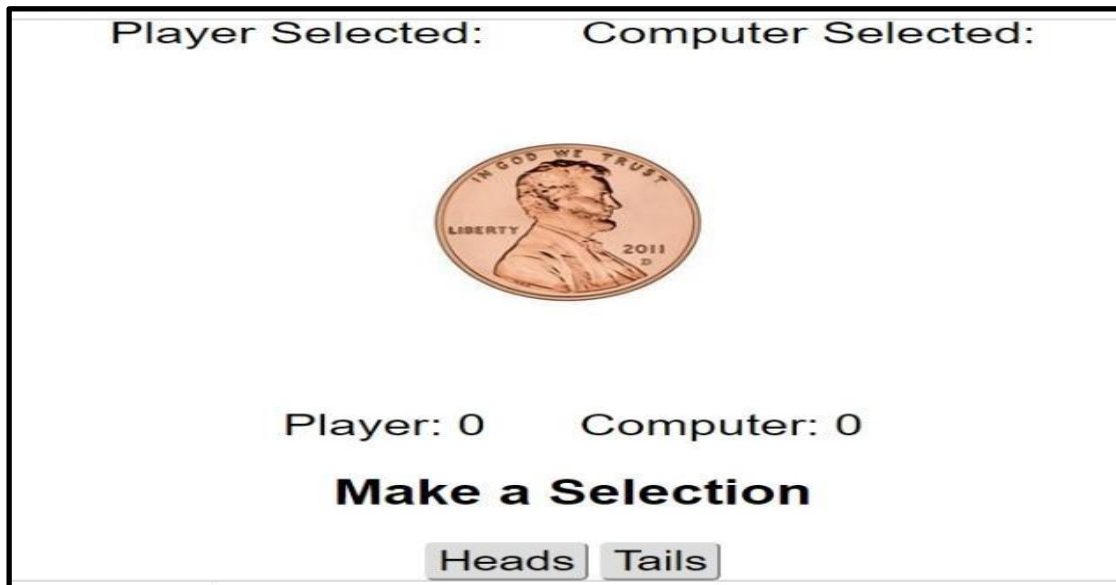 Player Selected: Computer Selected:
IN GOD WE TRUST
LIBERTY
2011
D
Player: 0 Computer: 0
Make a Selection
Heads Tails